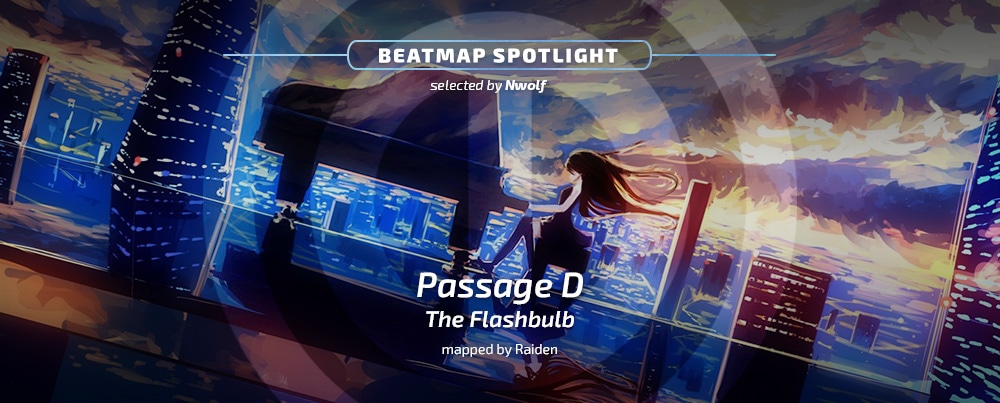 BEATMAP SPOTLIGHT
selected by Nwolf
Passage D
The Flashbulb
mapped by Raiden